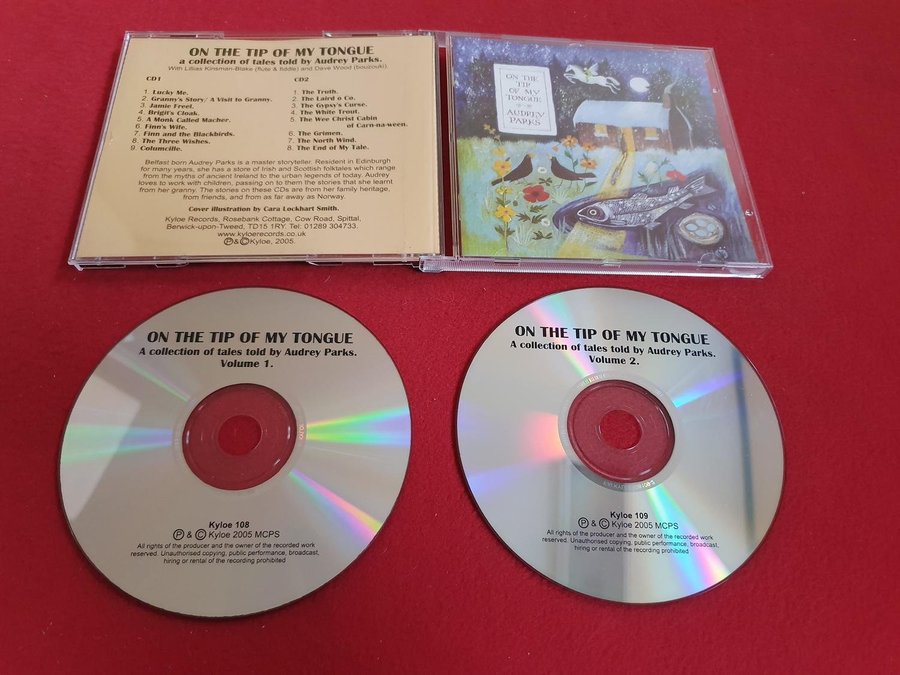 ON THE TIP OF MY TONGUE
a collection of tales told by Audrey Parks.
With Lillias Kinsman-Blake (flute & fiddle) and Dave Wood (bouzouki).
CD1
1. Lucky Me.
2. Granny's Story/ A Visit to Granny.
3. Jamie Freel.
4. Brigit's Cloak.
5. A Monk Called Macher.
6. Finn's Wife.
7. Finn and the Blackbirds.
8. The Three Wishes.
9. Columcille.
CD2
1. The Truth.
2. The Laird o Co.
3. The Gypsy's Curse.
4. The White Trout.
5. The Wee Christ Cabin
of Carn-na-ween.
6. The Grimen.
7. The North Wind.
8. The End of My Tale.
Belfast born Audrey Parks is a master storyteller. Resident in Edinburgh
for many years, she has a store of Irish and Scottish folktales which range
from the myths of ancient Ireland to the urban legends of today. Audrey
loves to work with children, passing on to them the stories that she learnt
from her granny. The stories on these CDs are from her family heritage,
from friends, and from as far away as Norway.
Cover illustration by Cara Lockhart Smith.
Kyloe Records, Rosebank Cottage, Cow Road, Spittal,
Berwick-upon-Tweed, TD15 1RY. Tel: 01289 304733.
www.kyloerecords.co.uk
Ⓟ & © Kyloe, 2005.
ON THE
TIP
OF MY
TONGUE
AUDREY
PARKS
ON THE TIP OF MY TONGUE
A collection of tales told by Audrey Parks.
Volume 1.
Kyloe 108
Ⓟ & © Kyloe 2005 MCPS
All rights of the producer and the owner of the recorded work
reserved. Unauthorised copying, public performance, broadcast,
hiring or rental of the recording prohibited
ON THE TIP OF MY TONGUE
A collection of tales told by Audrey Parks.
Volume 2.
Kyloe 109
Ⓟ & © Kyloe 2005 MCPS
All rights of the producer and the owner of the recorded work
reserved. Unauthorised copying, public performance, broadcast,
hiring or rental of the recording prohibited